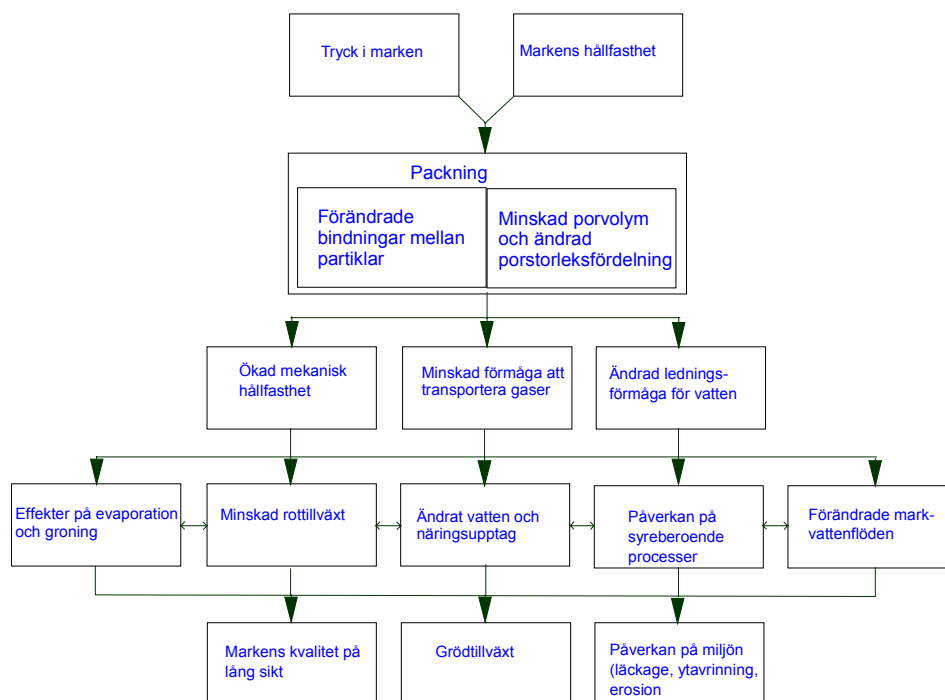 Tryck i marken
Markens hållfasthet
Packning
Förändrade
bindningar mellan
partiklar
Minskad porvolym
och ändrad
porstorleksfördelning
Ökad mekanisk
hållfasthet
Minskad förmåga att
transportera gaser
Ändrad lednings-
förmåga för vatten
Effekter på evaporation
och groning
Minskad rottillväxt
Ändrat vatten och
näringsupptag
Påverkan på
syreberoende
processer
Förändrade mark-
vattenflöden
Markens kvalitet på
lång sikt
Grödtillväxt
Påverkan på miljön
(läckage, ytavrinning,
erosion